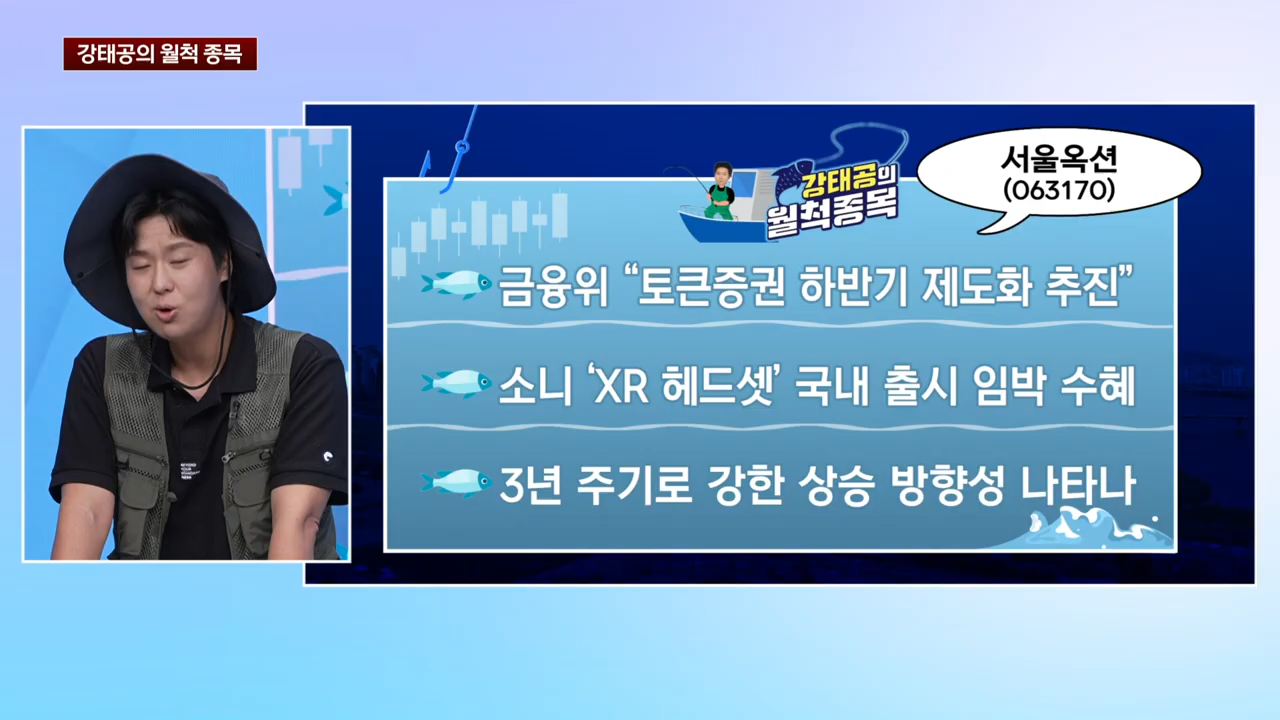 강태공의 월척 종목
강태공의
월척종목
서울옥션
(063170)
금융위 “토큰증권 하반기 제도화 추진”
소니 ‘XR 헤드셋’ 국내 출시 임박 수혜
3년 주기로 강한 상승 방향성 나타나